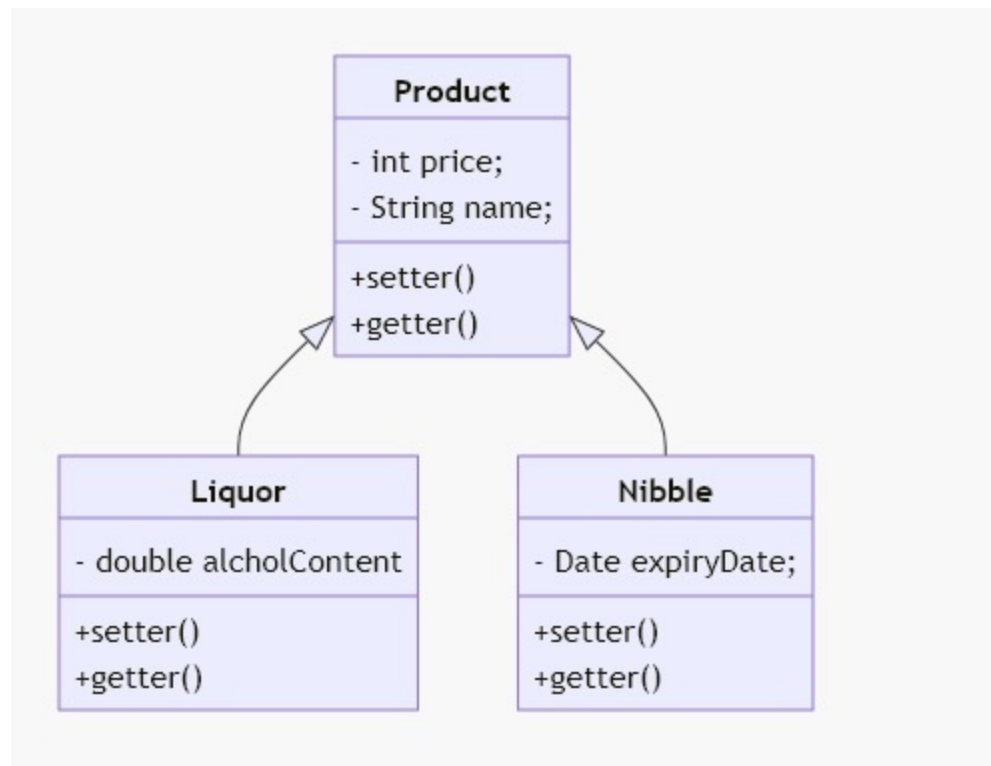 Product
- int price;
- String name;
+setter()
+getter()
Liquor
- double alcholContent
+setter()
+getter()
Nibble
- Date expiryDate;
+setter()
+getter()